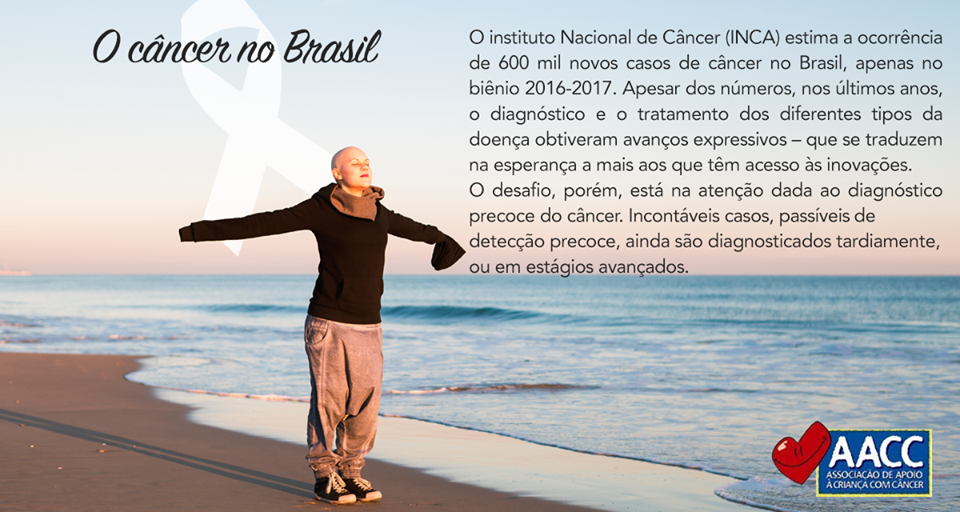 O câncer no Brasil
O instituto Nacional de Câncer (INCA) estima a ocorrência
de 600 mil novos casos de câncer no Brasil, apenas no
biênio 2016-2017. Apesar dos números, nos últimos anos,
o diagnóstico e o tratamento dos diferentes tipos da
doença obtiveram avanços expressivos – que se traduzem
na esperança a mais aos que têm acesso às inovações.
O desafio, porém, está na atenção dada ao diagnóstico
precoce do câncer. Incontáveis casos, passíveis de
detecção precoce, ainda são diagnosticados tardiamente,
ou em estágios avançados.
AACC
ASSOCIAÇÃO DE APOIO
À CRIANÇA COM CÂNCER